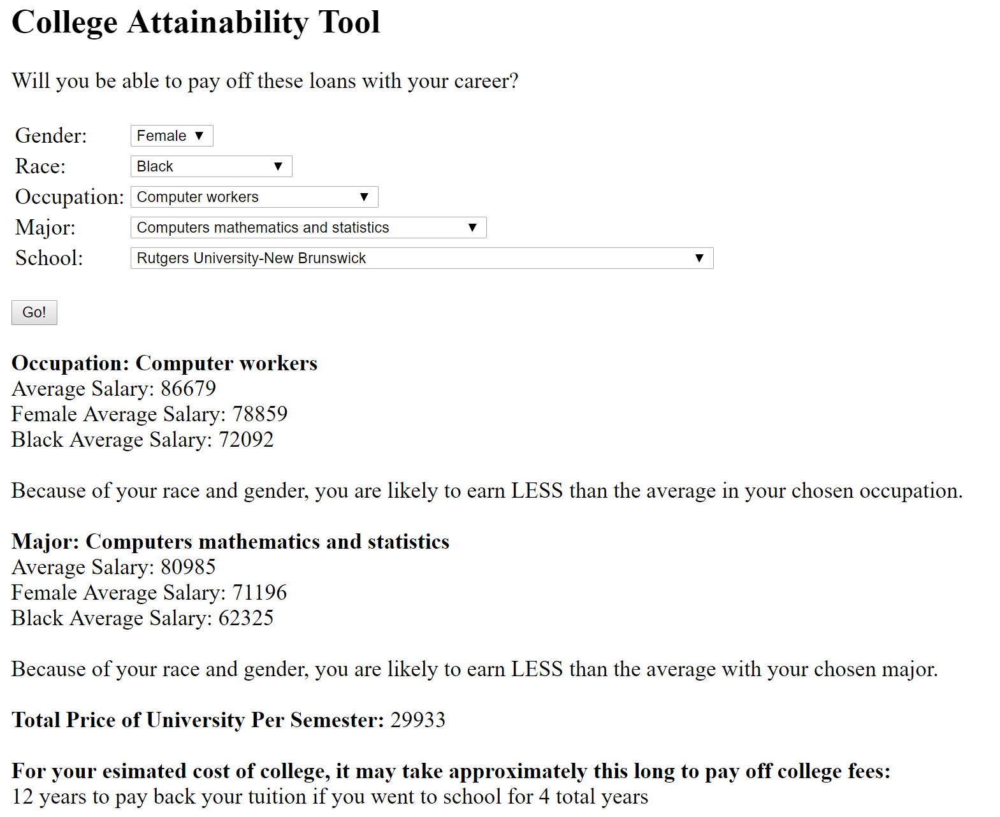 College Attainability Tool
Will you be able to pay off these loans with your career?
Gender: Female ▼
Race: Black ▼
Occupation: Computer workers ▼
Major: Computers mathematics and statistics ▼
School: Rutgers University-New Brunswick ▼
Go!
Occupation: Computer workers
Average Salary: 86679
Female Average Salary: 78859
Black Average Salary: 72092
Because of your race and gender, you are likely to earn LESS than the average in your chosen occupation.
Major: Computers mathematics and statistics
Average Salary: 80985
Female Average Salary: 71196
Black Average Salary: 62325
Because of your race and gender, you are likely to earn LESS than the average with your chosen major.
Total Price of University Per Semester: 29933
For your esimated cost of college, it may take approximately this long to pay off college fees:
12 years to pay back your tuition if you went to school for 4 total years